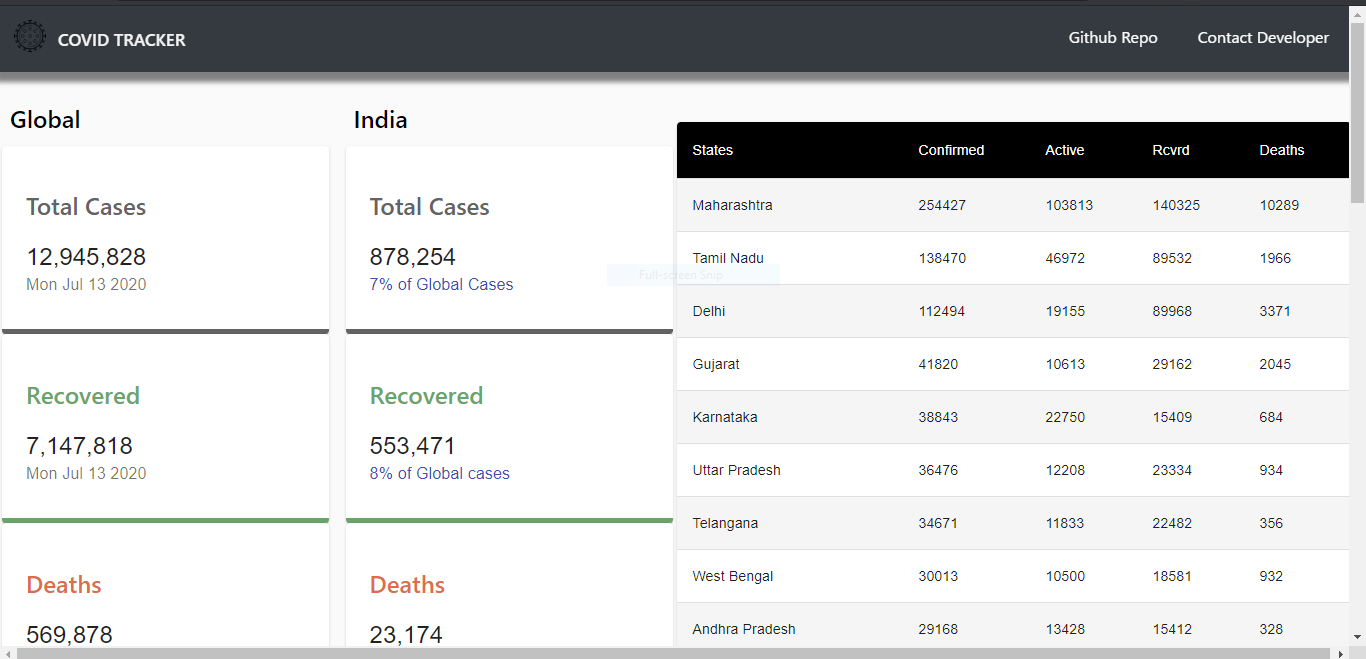 COVID TRACKER
Github Repo
Contact Developer
Global
Total Cases
12,945,828
Mon Jul 13 2020
Recovered
7,147,818
Mon Jul 13 2020
Deaths
569,878
India
Total Cases
878,254
7% of Global Cases
Recovered
553,471
8% of Global cases
Deaths
23,174
Full-screen Snip
States Confirmed Active Rcvrd Deaths
Maharashtra 254427 103813 140325 10289
Tamil Nadu 138470 46972 89532 1966
Delhi 112494 19155 89968 3371
Gujarat 41820 10613 29162 2045
Karnataka 38843 22750 15409 684
Uttar Pradesh 36476 12208 23334 934
Telangana 34671 11833 22482 356
West Bengal 30013 10500 18581 932
Andhra Pradesh 29168 13428 15412 328